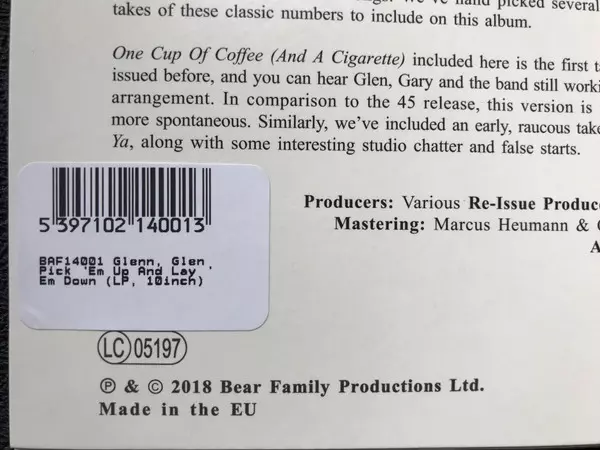 takes of these classic numbers to include on this album.
One Cup Of Coffee (And A Cigarette) included here is the first
issued before, and you can hear Glen, Gary and the band still
arrangement. In comparison to the 45 release, this version is
more spontaneous. Similarly, we've included an early, raucous
Ya, along with some interesting studio chatter and false starts.
Producers: Various Re-Issue
Mastering: Marcus Heumann &
5 397102 140013
BAF14001 Glenn, Glen
Pick 'Em Up And Lay '
Em Down (LP, 10inch)
LC 05197
℗ & © 2018 Bear Family Productions Ltd.
Made in the EU